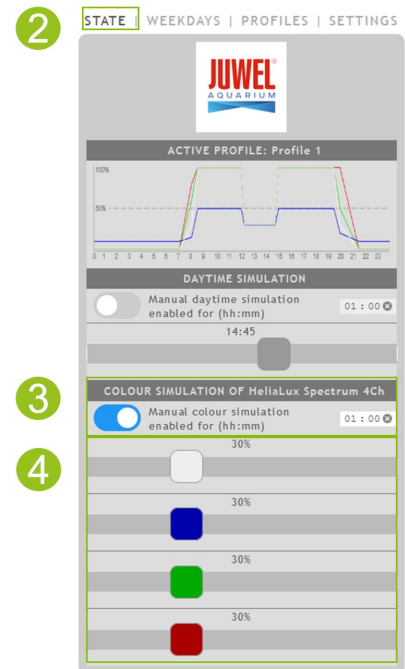 2
STATE | WEEKDAYS | PROFILES | SETTINGS
JUWEL®
AQUARIUM
ACTIVE PROFILE: Profile 1
100%
50%
0 1 2 3 4 5 6 7 8 9 10 11 12 13 14 15 16 17 18 19 20 21 22 23
DAYTIME SIMULATION
Manual daytime simulation
enabled for (hh:mm)
01 : 00
14:45
3
COLOUR SIMULATION OF HeliaLux Spectrum 4Ch
Manual colour simulation
enabled for (hh:mm)
01 : 00
4
30%
30%
30%
30%